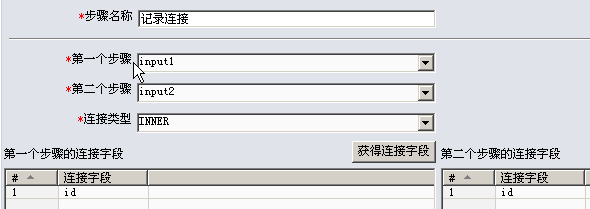 *步骤名称 记录连接
*第一个步骤 input1
*第二个步骤 input2
*连接类型 INNER
第一个步骤的连接字段 获得连接字段 第二个步骤的连接字段
# 连接字段 # 连接字段
1 id 1 id